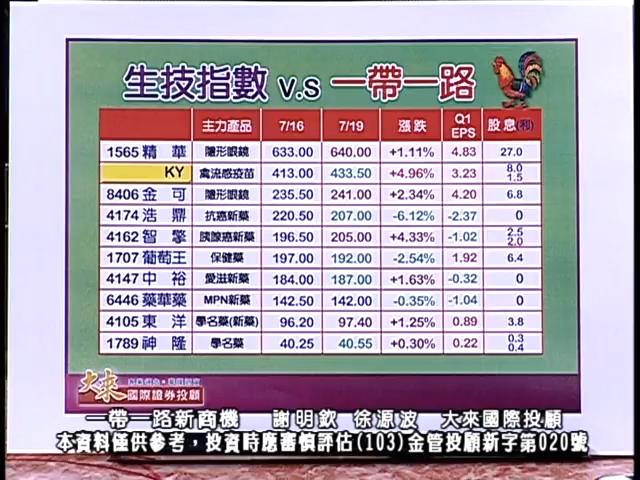 生技指數 V.S 一帶一路
主力產品 7/16 7/19 漲跌 Q1 EPS 股息(利)
1565 精華 隱形眼鏡 633.00 640.00 +1.11% 4.83 27.0
KY 禽流感疫苗 413.00 433.50 +4.96% 3.23 8.0 1.5
8406 金可 隱形眼鏡 235.50 241.00 +2.34% 4.20 6.8
4174 浩鼎 抗癌新藥 220.50 207.00 -6.12% -2.37 0
4162 智擎 胰腺癌新藥 196.50 205.00 +4.33% -1.02 2.5 2.0
1707 葡萄王 保健藥 197.00 192.00 -2.54% 1.92 6.4
4147 中裕 愛滋新藥 184.00 187.00 +1.63% -0.32 0
6446 藥華藥 MPN新藥 142.50 142.00 -0.35% -1.04 0
4105 東洋 學名藥(新藥) 96.20 97.40 +1.25% 0.89 3.8
1789 神隆 學名藥 40.25 40.55 +0.30% 0.22 0.3 0.4
大來
國際證券投顧
一帶一路新商機 謝明欽 徐源波 大來國際投顧
本資料僅供參考，投資時應審慎評估(103)金管投顧新字第020號